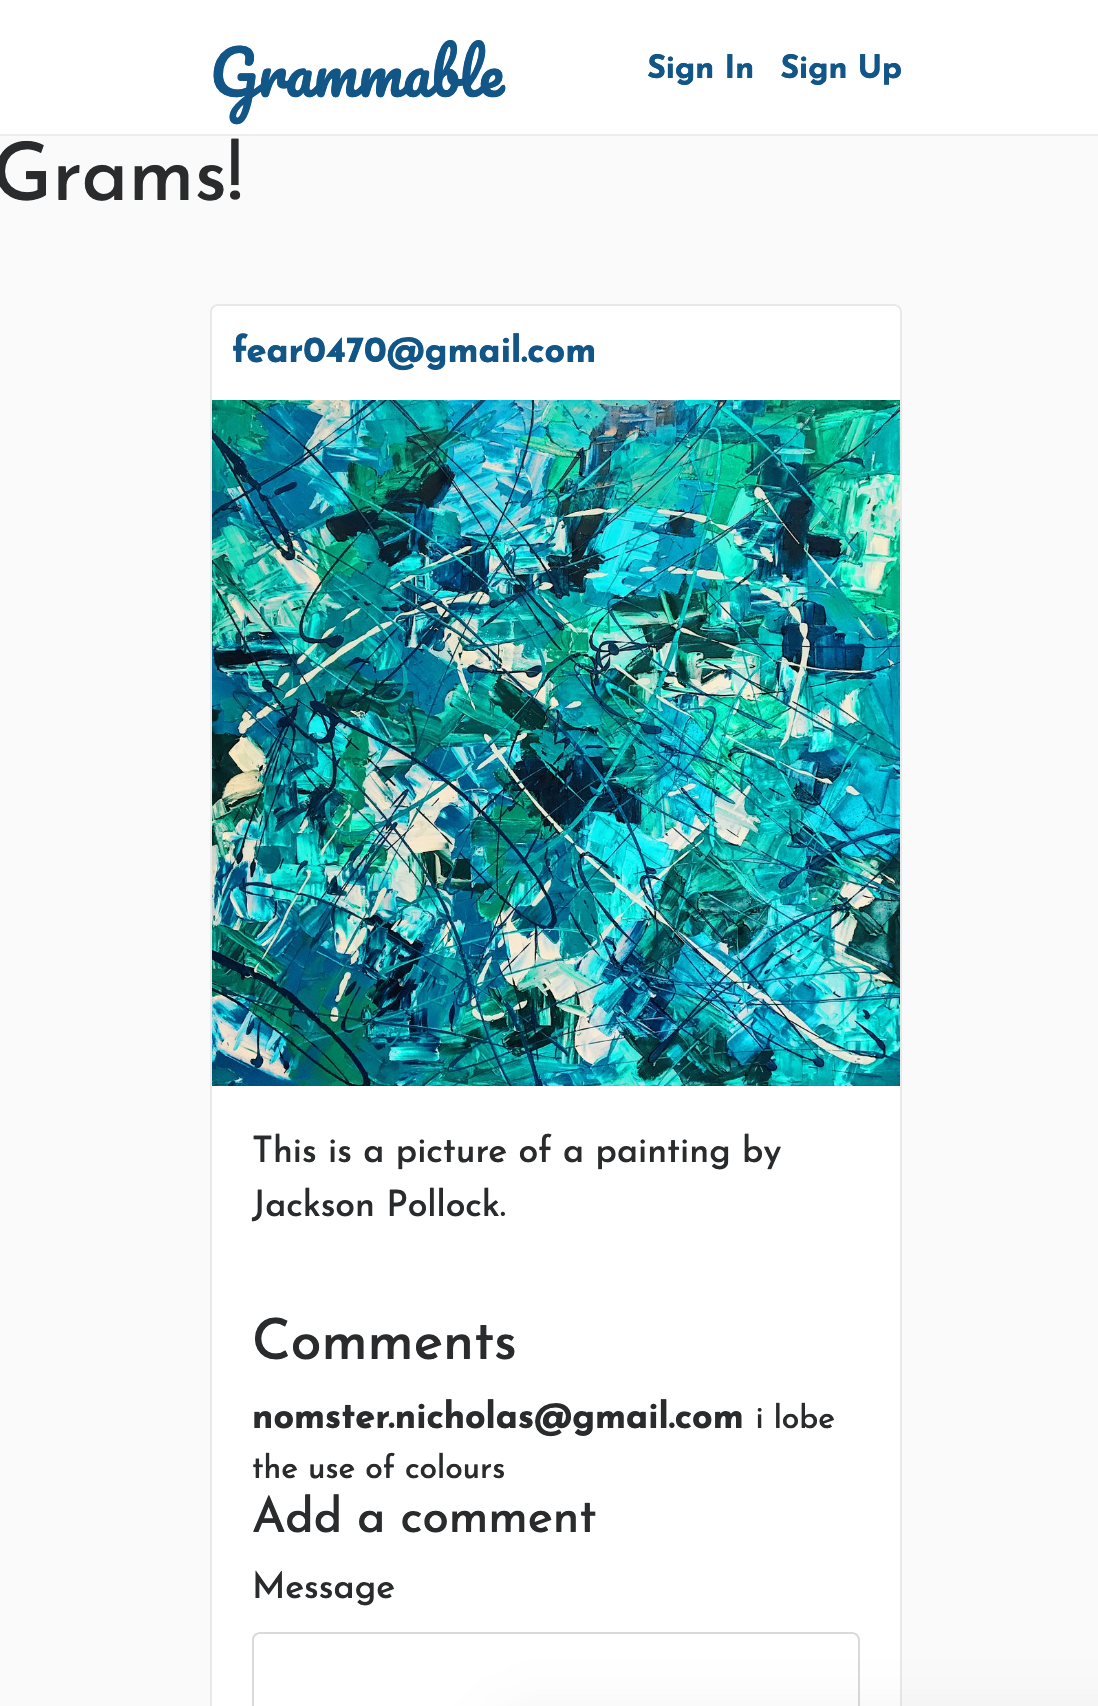 Grammable
Sign In Sign Up
Grams!
fear0470@gmail.com
This is a picture of a painting by
Jackson Pollock.
Comments
nomster.nicholas@gmail.com i lobe
the use of colours
Add a comment
Message